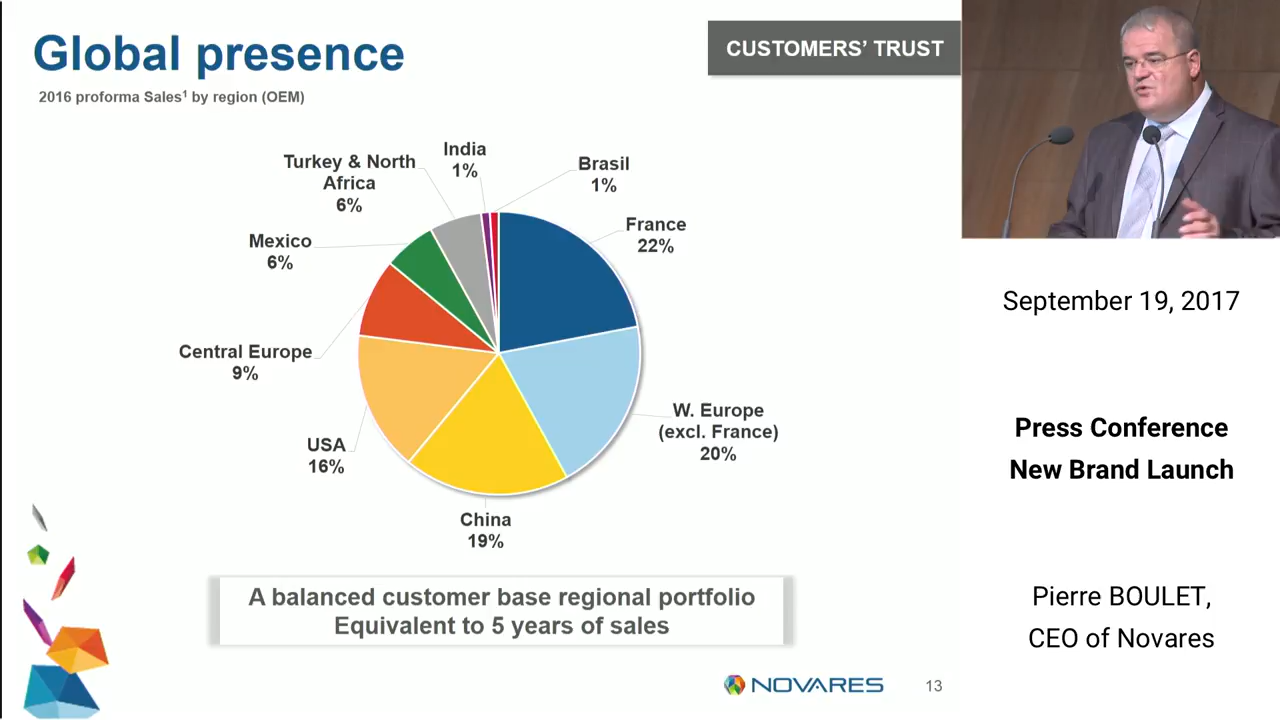 Global presence
CUSTOMERS' TRUST
2016 proforma Sales¹ by region (OEM)
India
1%
Turkey & North
Africa
6%
Brasil
1%
France
22%
Mexico
6%
Central Europe
9%
W. Europe
(excl. France)
20%
USA
16%
China
19%
A balanced customer base regional portfolio
Equivalent to 5 years of sales
NOVARES
13
September 19, 2017
Press Conference
New Brand Launch
Pierre BOULET,
CEO of Novares